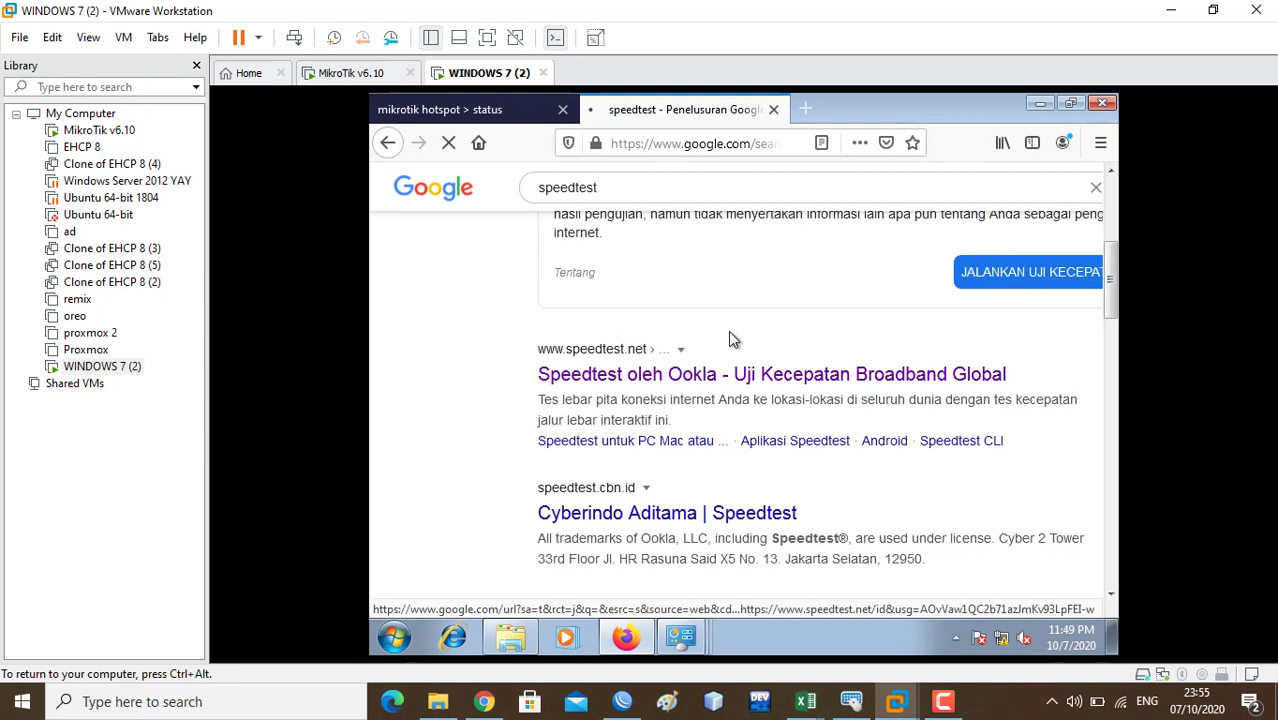 WINDOWS 7 (2) - VMware Workstation
File Edit View VM Tabs Help
Library
Type here to search
My Computer
MikroTik v6.10
EHCP 8
Clone of EHCP 8 (4)
Windows Server 2012 YAY
Ubuntu 64-bit 1804
Ubuntu 64-bit
ad
Clone of EHCP 8 (3)
Clone of EHCP 8 (5)
Clone of EHCP 8 (2)
remix
oreo
proxmox 2
Proxmox
WINDOWS 7 (2)
Shared VMs
Home
MikroTik v6.10
WINDOWS 7 (2)
mikrotik hotspot > status
speedtest - Penelusuran Google
https://www.google.com/sear
Google
speedtest
hasil pengujian, namun tidak menyertakan informasi lain apa pun tentang Anda sebagai peng
internet.
Tentang
JALANKAN UJI KECEPAT
www.speedtest.net › ...
Speedtest oleh Ookla - Uji Kecepatan Broadband Global
Tes lebar pita koneksi internet Anda ke lokasi-lokasi di seluruh dunia dengan tes kecepatan
jalur lebar interaktif ini.
Speedtest untuk PC Mac atau ... · Aplikasi Speedtest · Android · Speedtest CLI
speedtest.cbn.id
Cyberindo Aditama | Speedtest
All trademarks of Ookla, LLC, including Speedtest®, are used under license. Cyber 2 Tower
33rd Floor Jl. HR Rasuna Said X5 No. 13. Jakarta Selatan, 12950.
https://www.google.com/url?sa=t&rct=j&q=&esrc=s&source=web&cd...https://www.speedtest.net/id&usg=AOvVaw1QC2b71azJmKv93LpFEI-w
11:49 PM
10/7/2020
To return to your computer, press Ctrl+Alt.
Type here to search
DEV
ENG
23:55
07/10/2020
2